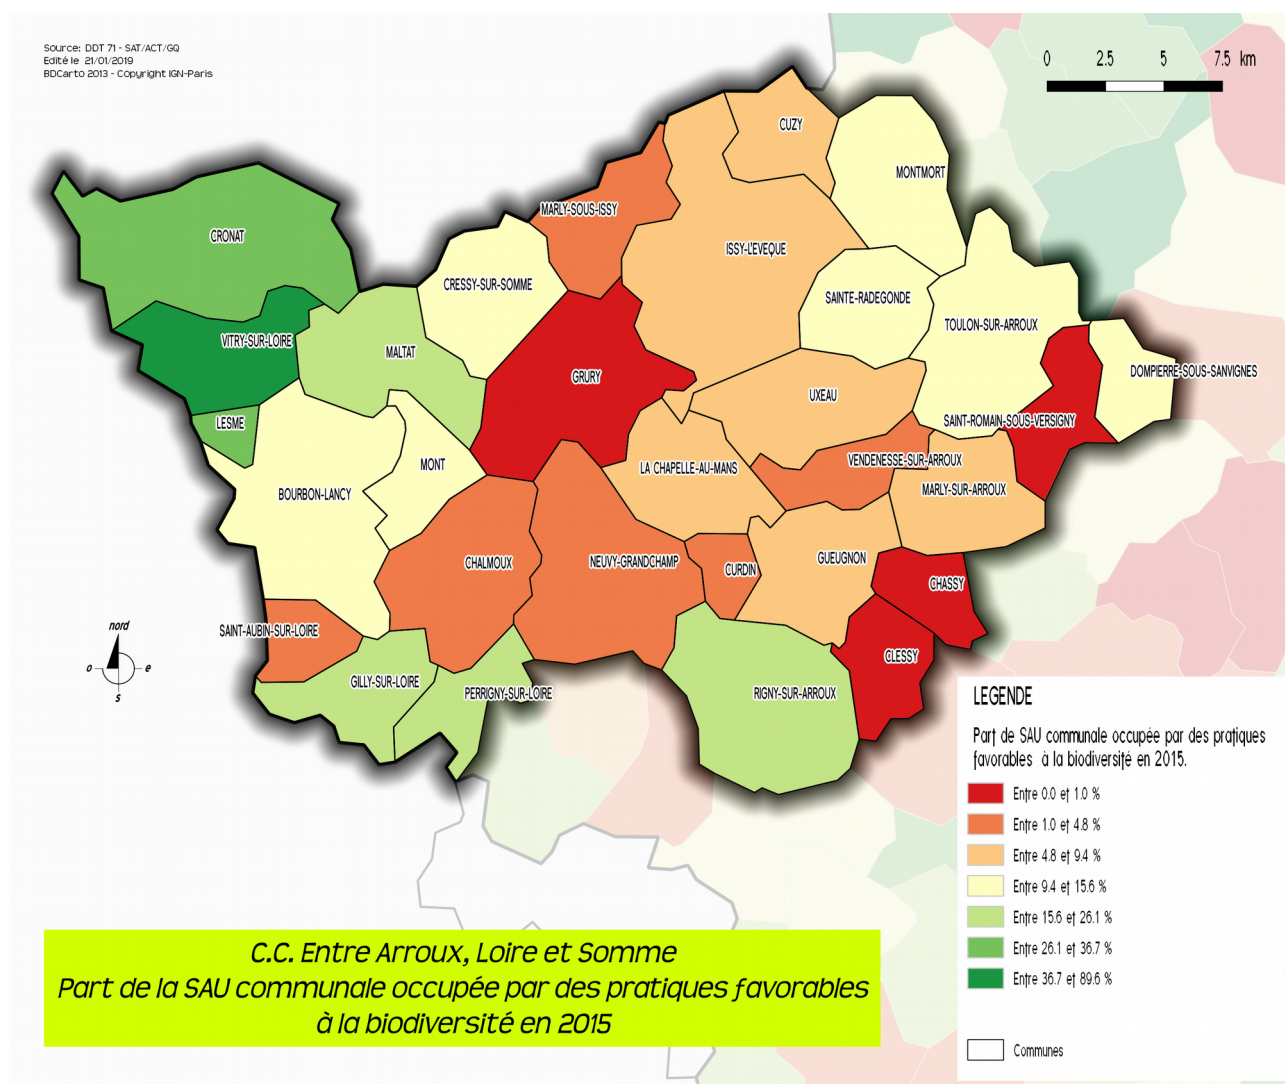 Source: DDT 71 - SAT/ACT/GQ
Edité le 21/01/2019
BDCarto 2013 - Copyright IGN-Paris
0 2.5 5 7.5 km
CUZY
MONTMORT
MARLY-SOUS-ISSY
CRONAT
ISSY-L'EVEQUE
CRESSY-SUR-SOMME
SAINTE-RADEGONDE
TOULON-SUR-ARROUX
VITRY-SUR-LOIRE
MALTAT
DOMPIERRE-SOUS-SANVIGNES
GRURY
UXEAU
LESME
SAINT-ROMAIN-SOUS-VERSIGNY
MONT
LA CHAPELLE-AU-MANS
VENDENESSE-SUR-ARROUX
BOURBON-LANCY
MARLY-SUR-ARROUX
CHALMOUX
NEUVY-GRANDCHAMP
CURDIN
GUEUGNON
CHASSY
SAINT-AUBIN-SUR-LOIRE
CLESSY
GILLY-SUR-LOIRE
PERRIGNY-SUR-LOIRE
RIGNY-SUR-ARROUX
nord
o e
s
LEGENDE
Part de SAU communale occupée par des pratiques
favorables à la biodiversité en 2015.
Entre 0.0 et 1.0 %
Entre 1.0 et 4.8 %
Entre 4.8 et 9.4 %
Entre 9.4 et 15.6 %
Entre 15.6 et 26.1 %
Entre 26.1 et 36.7 %
Entre 36.7 et 89.6 %
Communes
C.C. Entre Arroux, Loire et Somme
Part de la SAU communale occupée par des pratiques favorables
à la biodiversité en 2015